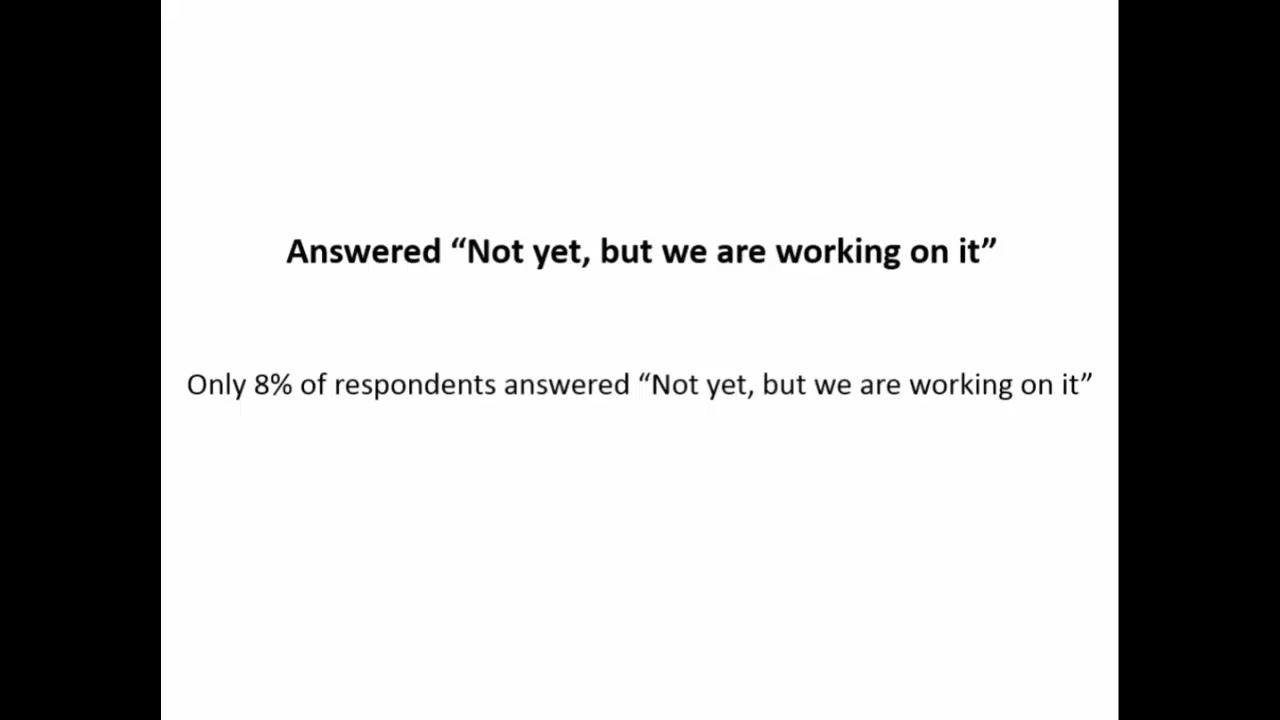 Answered “Not yet, but we are working on it”
Only 8% of respondents answered “Not yet, but we are working on it”